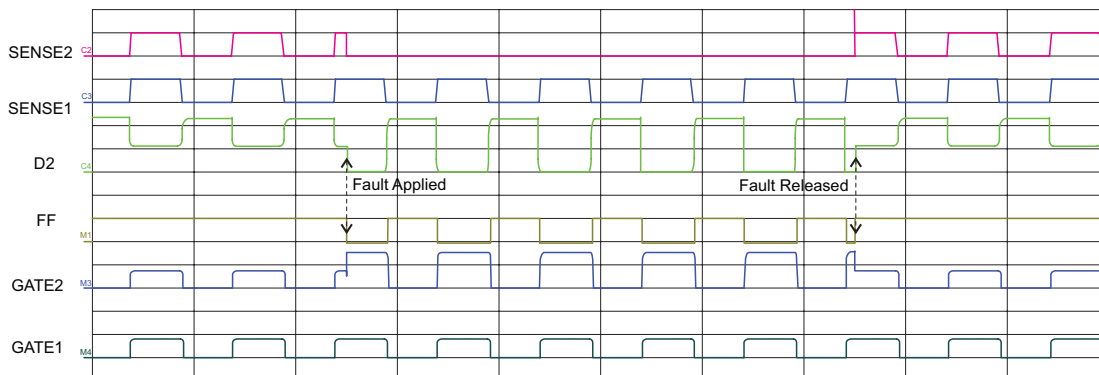 SENSE2
C2
SENSE1
C3
D2
C4
Fault Applied
Fault Released
FF
M1
GATE2
M3
GATE1
M4